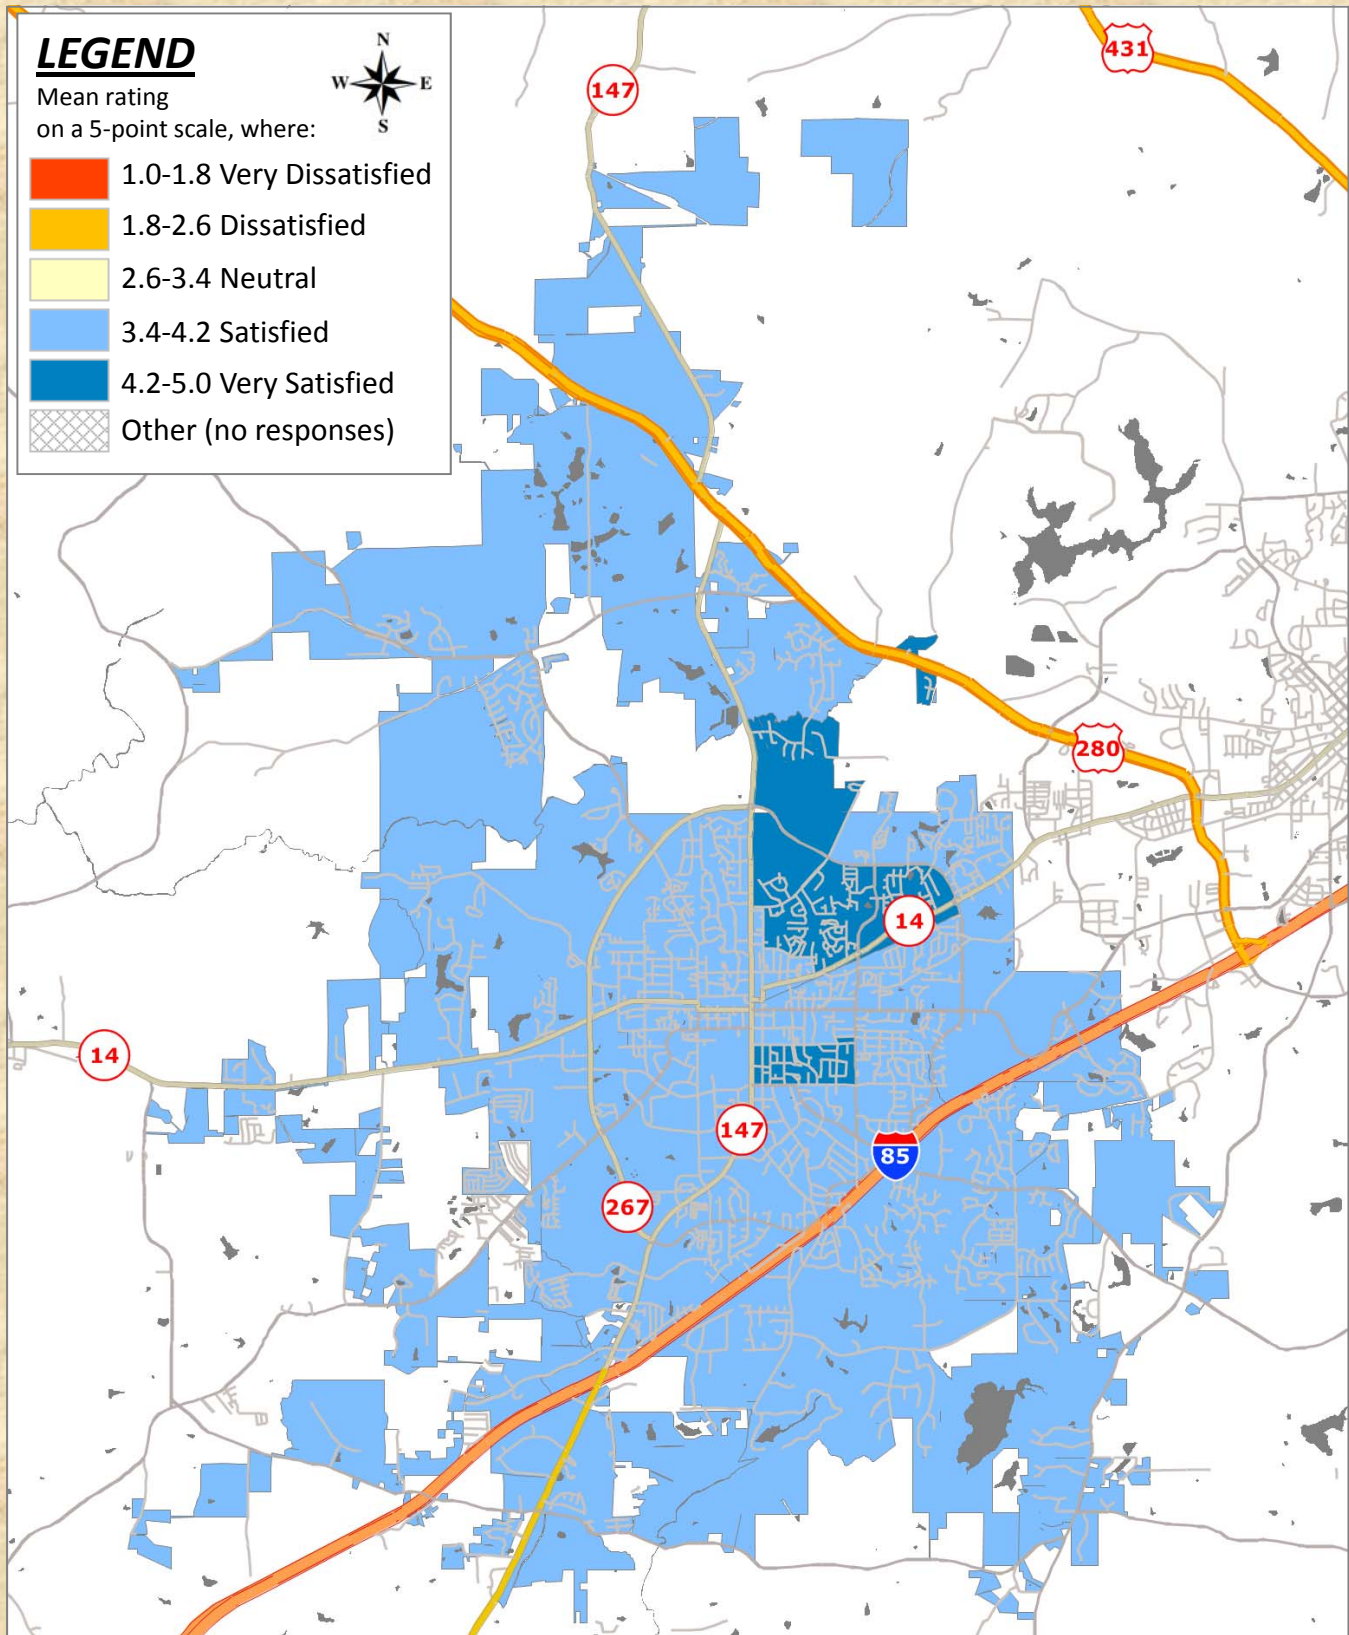 LEGEND
Mean rating
on a 5-point scale, where:
N
W E
S
1.0-1.8 Very Dissatisfied
1.8-2.6 Dissatisfied
2.6-3.4 Neutral
3.4-4.2 Satisfied
4.2-5.0 Very Satisfied
Other (no responses)
147
431
280
14
14
147
85
267